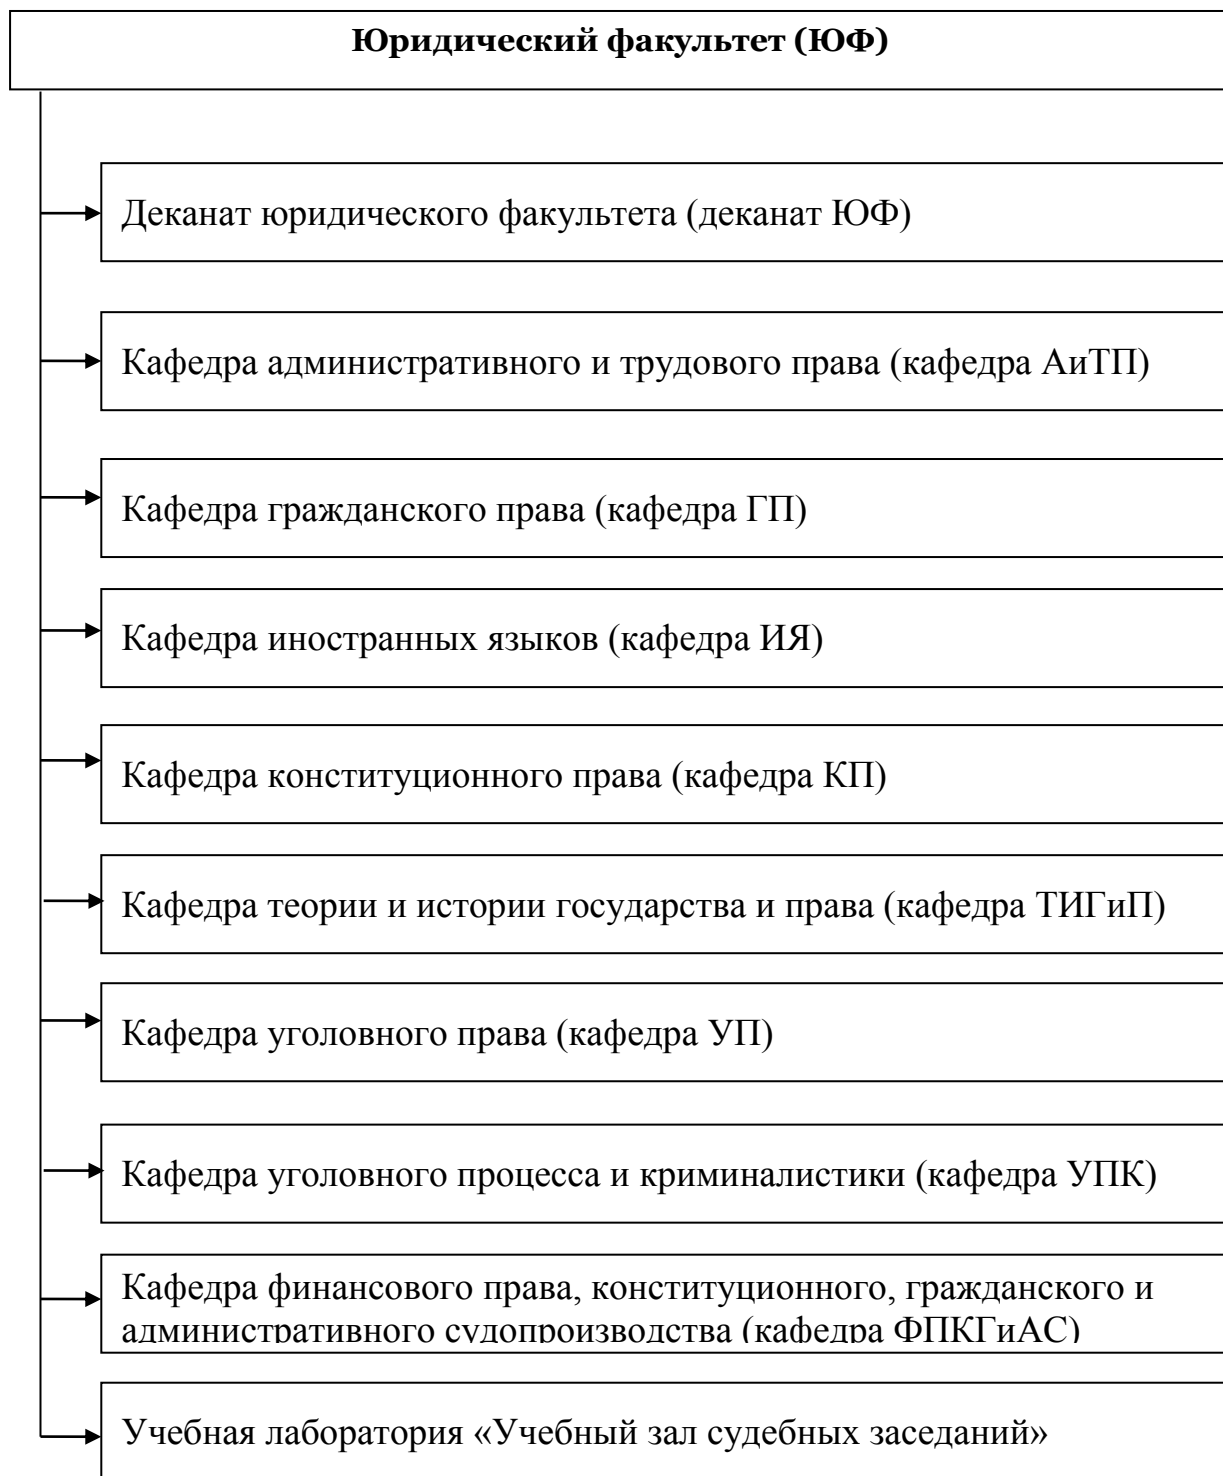 Юридический факультет (ЮФ)
Деканат юридического факультета (деканат ЮФ)
Кафедра административного и трудового права (кафедра АиТП)
Кафедра гражданского права (кафедра ГП)
Кафедра иностранных языков (кафедра ИЯ)
Кафедра конституционного права (кафедра КП)
Кафедра теории и истории государства и права (кафедра ТИГиП)
Кафедра уголовного права (кафедра УП)
Кафедра уголовного процесса и криминалистики (кафедра УПК)
Кафедра финансового права, конституционного, гражданского и
административного судопроизводства (кафедра ФПКГиАС)
Учебная лаборатория «Учебный зал судебных заседаний»